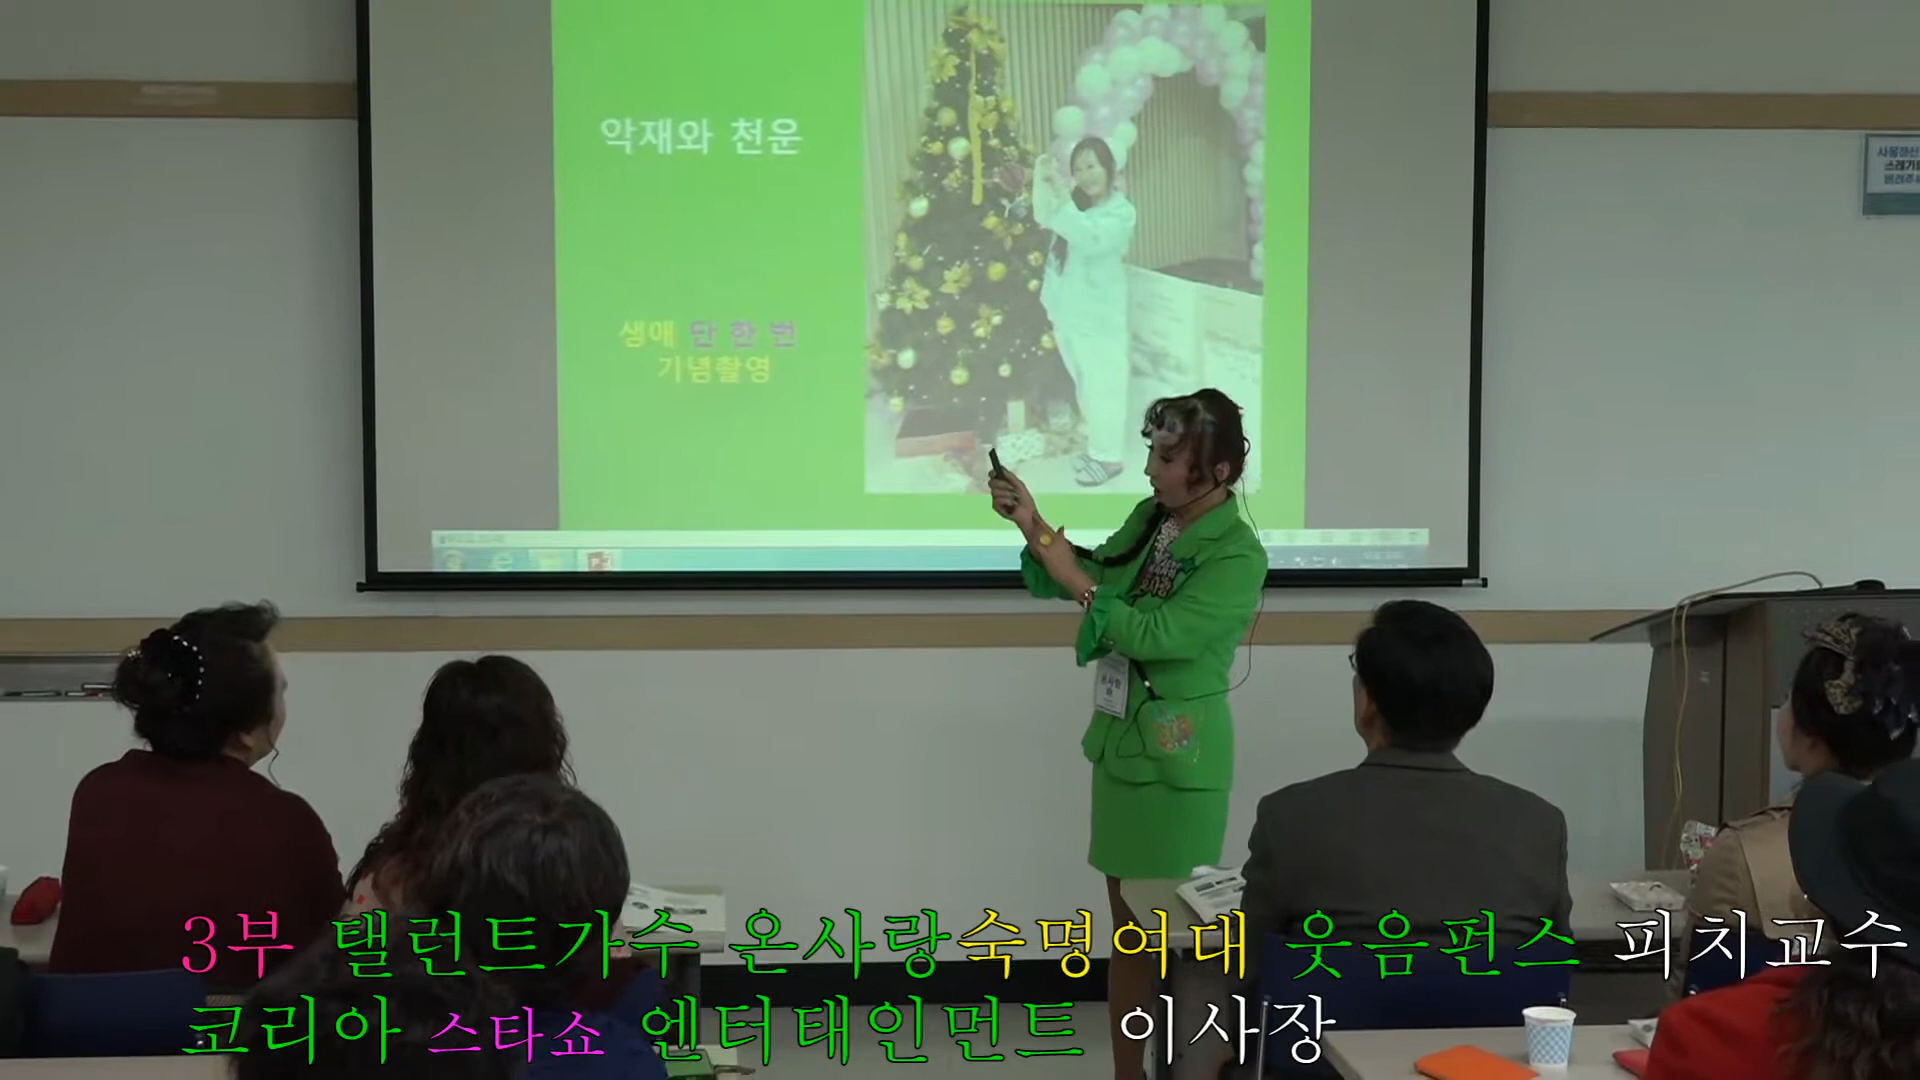 악재와 천운
생애 단 한 번
기념촬영
3부 탤런트가수 온사랑숙명여대 웃음펀스 피치교수
코리아 스타쇼 엔터태인먼트 이사장